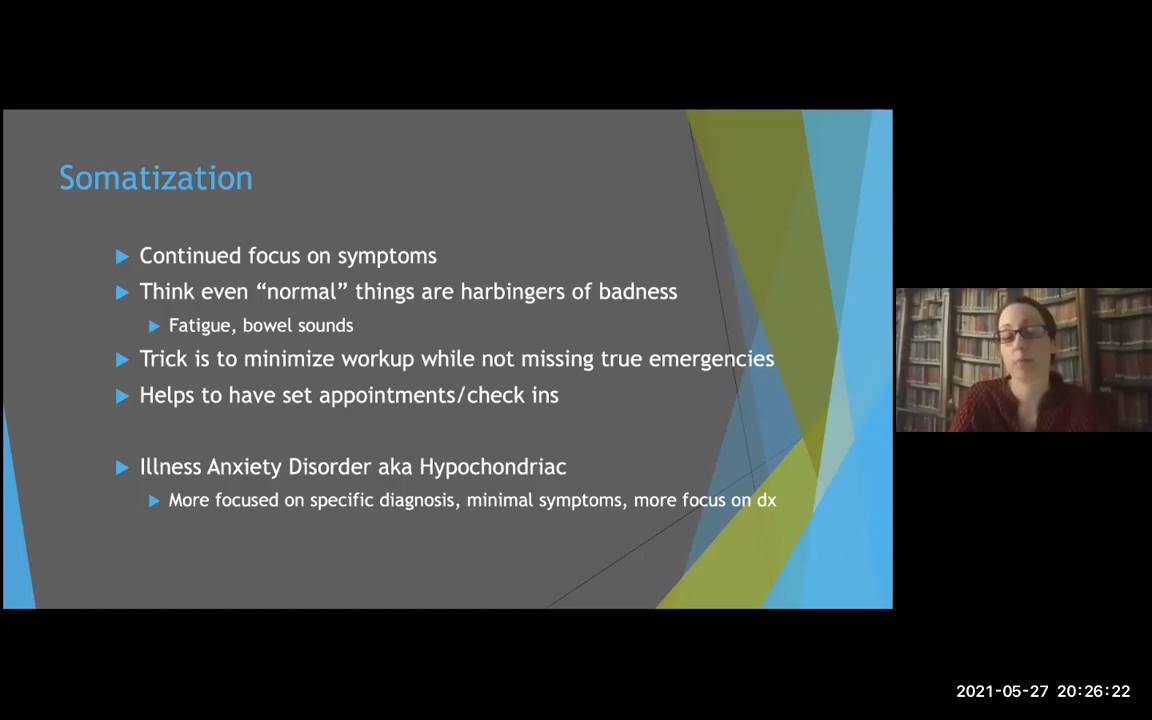 Somatization
Continued focus on symptoms
Think even “normal” things are harbingers of badness
Fatigue, bowel sounds
Trick is to minimize workup while not missing true emergencies
Helps to have set appointments/check ins
Illness Anxiety Disorder aka Hypochondriac
More focused on specific diagnosis, minimal symptoms, more focus on dx
2021-05-27 20:26:22